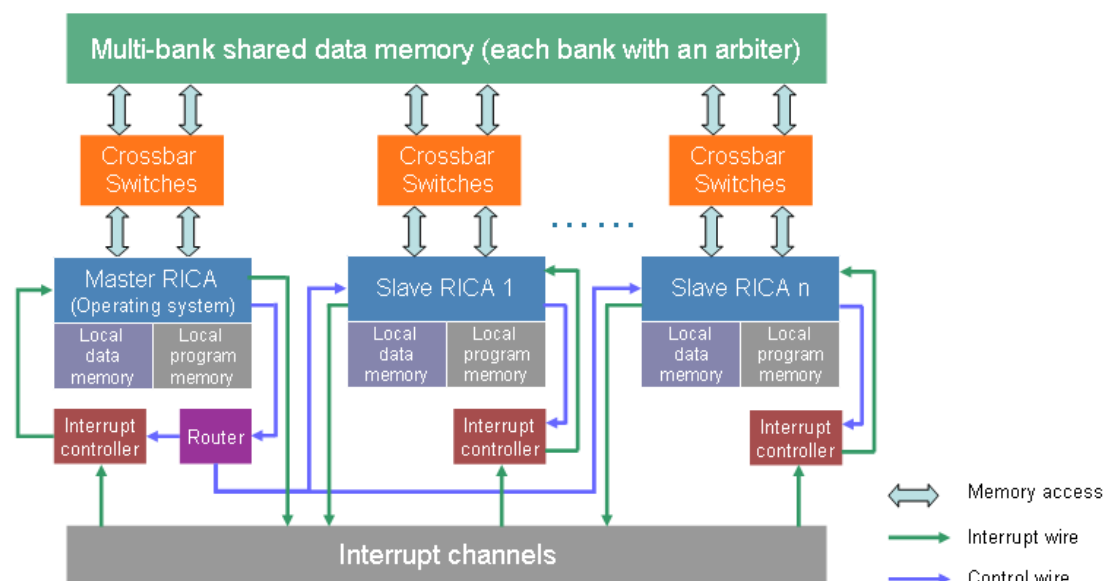 Multi-bank shared data memory (each bank with an arbiter)
Crossbar
Switches
Crossbar
Switches
Crossbar
Switches
Master RICA
(Operating system)
Slave RICA 1
Slave RICA n
Local
data
memory
Local
program
memory
Local
data
memory
Local
program
memory
Local
data
memory
Local
program
memory
Interrupt
controller
Router
Interrupt
controller
Interrupt
controller
Interrupt channels
Memory access
Interrupt wire
Control wire